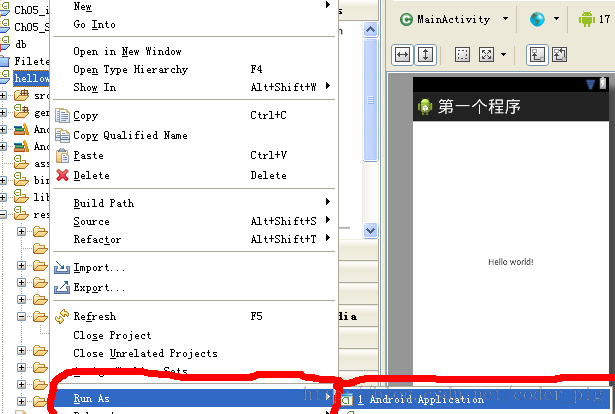 Ch05_i
Ch05_S
db
Filete
hellow
src
gen
And
And
ass
bin
lib
res
New
Go Into
Open in New Window
Open Type Hierarchy F4
Show In Alt+Shift+W
Copy Ctrl+C
Copy Qualified Name
Paste Ctrl+V
Delete Delete
Build Path
Source Alt+Shift+S
Refactor Alt+Shift+T
Import...
Export...
Refresh F5
Close Project
Close Unrelated Projects
Run As
1 Android Application
dia
MainActivity
17
第一个程序
Hello world!